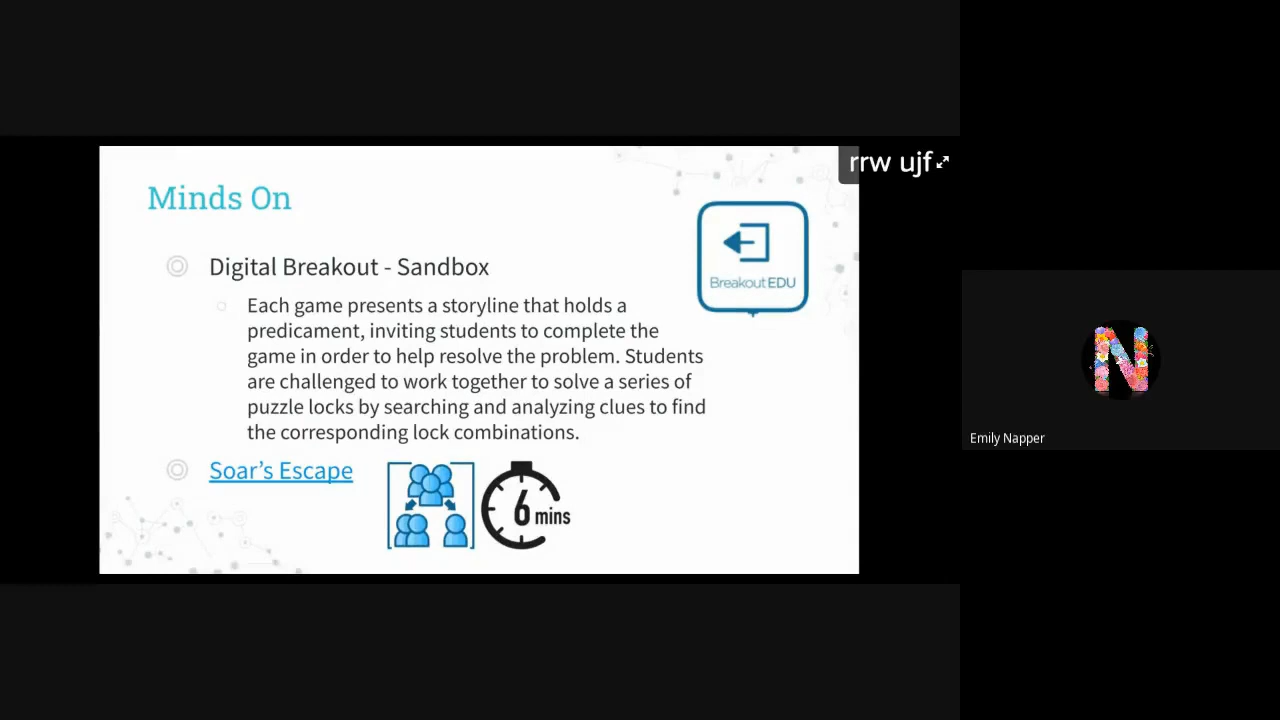 rrw ujf
Minds On
Breakout EDU
Digital Breakout - Sandbox
Each game presents a storyline that holds a
predicament, inviting students to complete the
game in order to help resolve the problem. Students
are challenged to work together to solve a series of
puzzle locks by searching and analyzing clues to find
the corresponding lock combinations.
Soar’s Escape
6 mins
N
Emily Napper